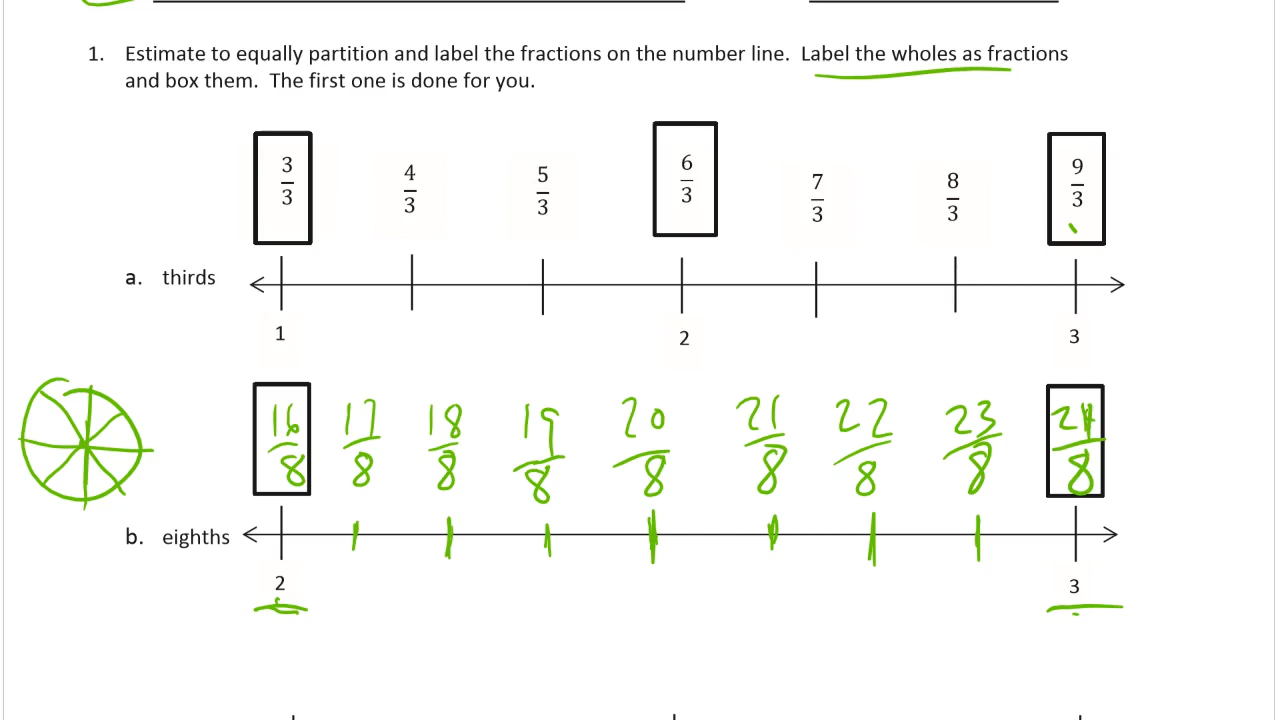 1. Estimate to equally partition and label the fractions on the number line. Label the wholes as fractions
and box them. The first one is done for you.
3/3 4/3 5/3 6/3 7/3 8/3 9/3
a. thirds
1 2 3
16/8 17/8 18/8 19/8 20/8 21/8 22/8 23/8 24/8
b. eighths
2 3